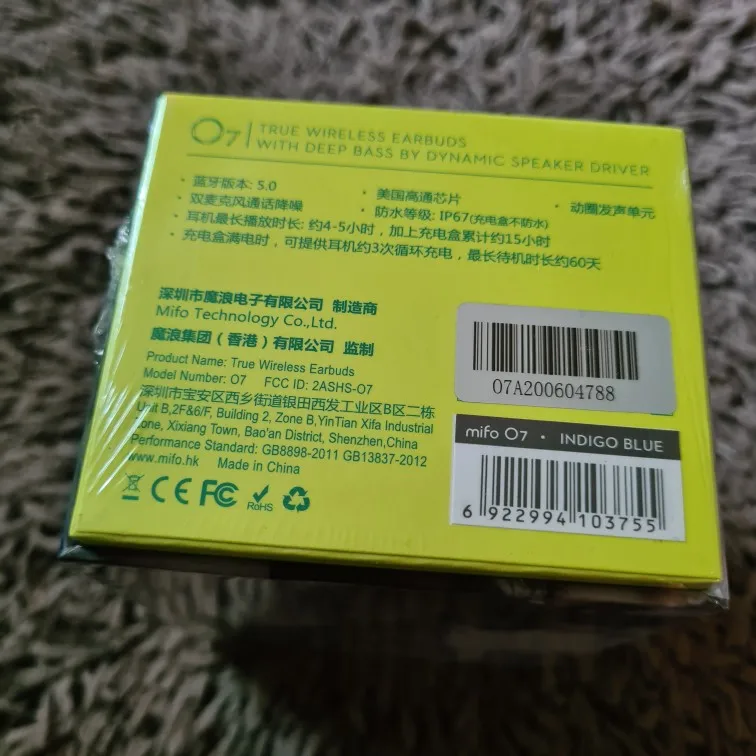 O7 | TRUE WIRELESS EARBUDS
WITH DEEP BASS BY DYNAMIC SPEAKER DRIVER
· 蓝牙版本: 5.0 · 美国高通芯片 · 动圈发声单元
· 双麦克风通话降噪 · 防水等级: IP67(充电盒不防水)
· 耳机最长播放时长: 约4-5小时，加上充电盒累计约15小时
· 充电盒满电时，可提供耳机约3次循环充电，最长待机时长约60天
深圳市魔浪电子有限公司 制造商
Mifo Technology Co.,Ltd.
魔浪集团（香港）有限公司 监制
Product Name: True Wireless Earbuds
Model Number: O7 FCC ID: 2ASHS-O7
深圳市宝安区西乡街道银田西发工业区B区二栋
Unit B,2F&6/F, Building 2, Zone B,YinTian Xifa Industrial
zone, Xixiang Town, Bao'an District, Shenzhen,China
Performance Standard: GB8898-2011 GB13837-2012
www.mifo.hk Made in China
CE FC RoHS
O7A200604788
mifo O7 · INDIGO BLUE
6 922994 103755